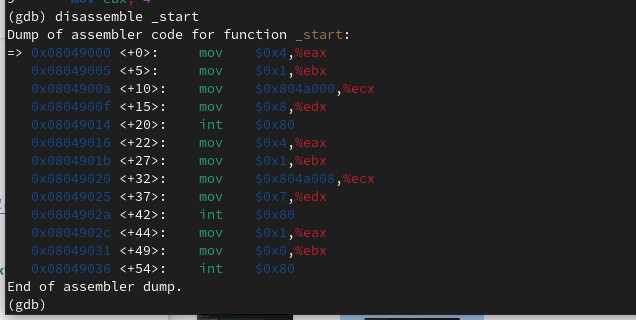 (gdb) disassemble _start
Dump of assembler code for function _start:
=> 0x08049000 <+0>:     mov    $0x4,%eax
   0x08049005 <+5>:     mov    $0x1,%ebx
   0x0804900a <+10>:    mov    $0x804a000,%ecx
   0x0804900f <+15>:    mov    $0x8,%edx
   0x08049014 <+20>:    int    $0x80
   0x08049016 <+22>:    mov    $0x4,%eax
   0x0804901b <+27>:    mov    $0x1,%ebx
   0x08049020 <+32>:    mov    $0x804a008,%ecx
   0x08049025 <+37>:    mov    $0x7,%edx
   0x0804902a <+42>:    int    $0x80
   0x0804902c <+44>:    mov    $0x1,%eax
   0x08049031 <+49>:    mov    $0x0,%ebx
   0x08049036 <+54>:    int    $0x80
End of assembler dump.
(gdb)